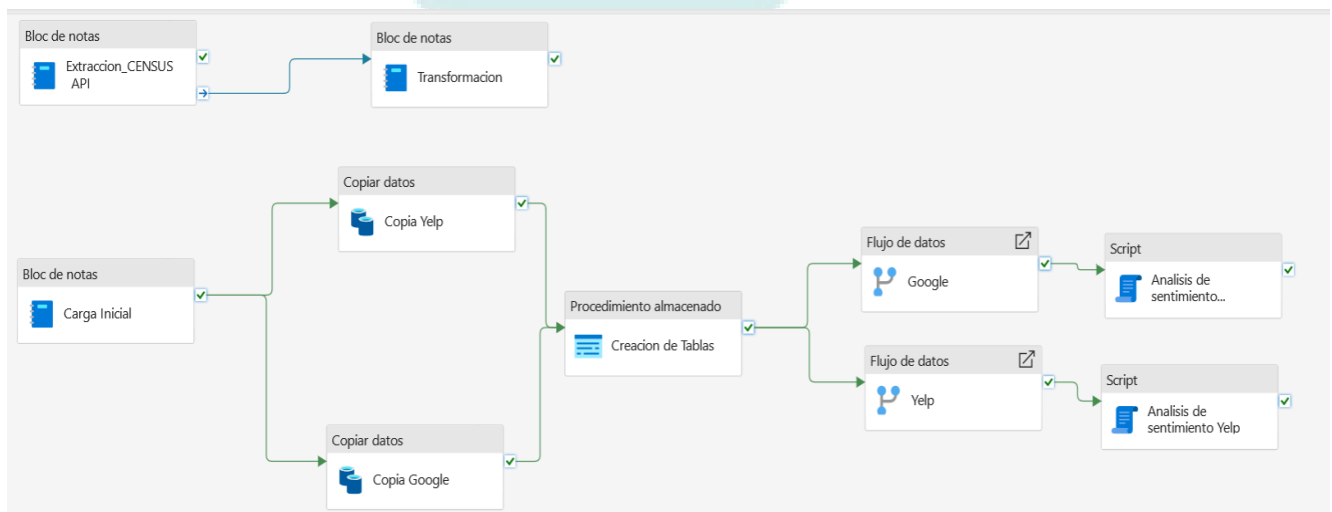 Bloc de notas
Extraccion_CENSUS
API
Bloc de notas
Transformacion
Copiar datos
Copia Yelp
Bloc de notas
Carga Inicial
Copiar datos
Copia Google
Procedimiento almacenado
Creacion de Tablas
Flujo de datos
Google
Script
Analisis de
sentimiento...
Flujo de datos
Yelp
Script
Analisis de
sentimiento Yelp